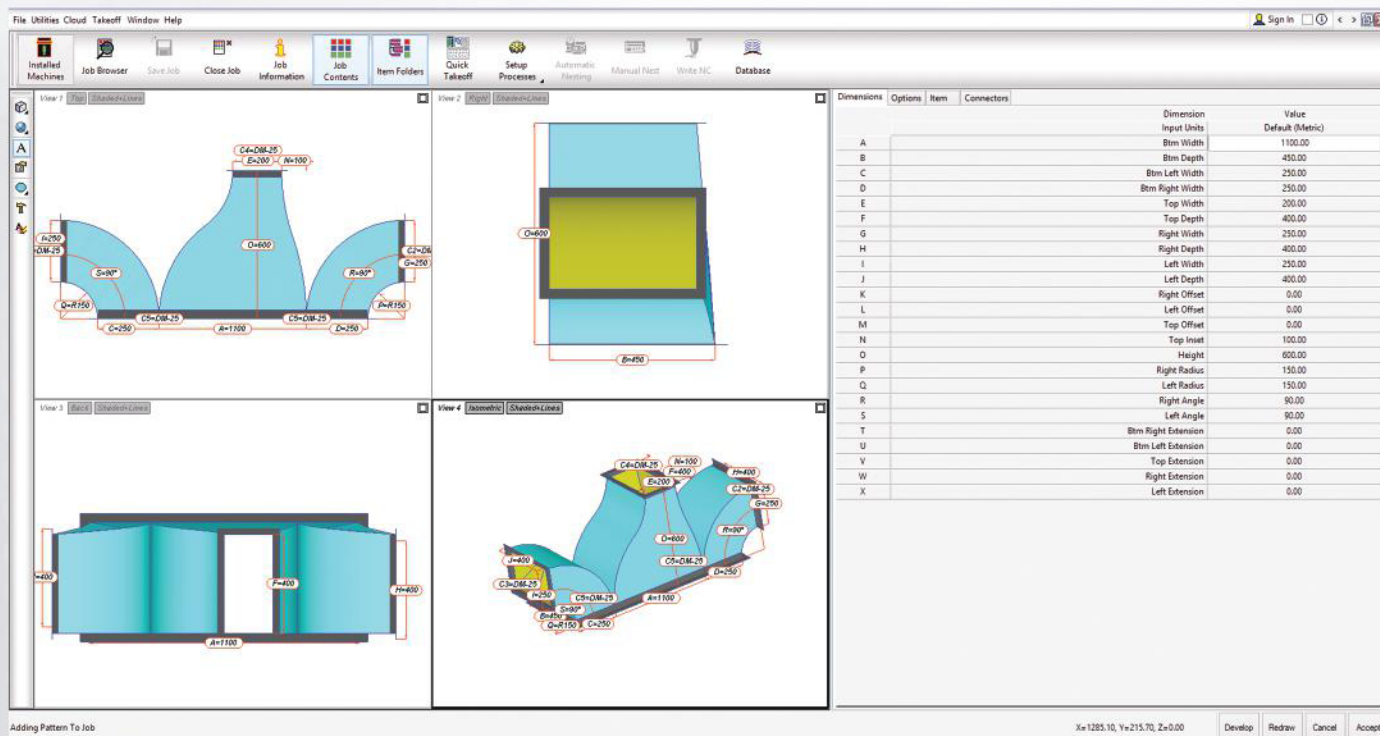 File Utilities Cloud Takeoff Window Help
Sign In
Installed Machines
Job Browser
Save Job
Close Job
Job Information
Job Contents
Item Folders
Quick Takeoff
Setup Processes
Automatic Nesting
Manual Nest
Write NC
Database
View 1 Top Shaded+Lines
C4=DM-25
E=200 N=100
I=250
DM-25
O=600
C2=DM
G=250
S=90°
R=90°
Q=R150
C5=DM-25
C5=DM-25
P=R150
C=250
A=1100
D=250
View 2 Right Shaded+Lines
O=600
B=450
View 3 Back Shaded+Lines
=400
F=400
H=400
A=1100
View 4 Isometric Shaded+Lines
C4=DM-25
N=100
F=400
E=200
H=400
C2=DM-25
G=250
R=90°
O=600
J=400
C5=DM-25
D=250
C3=DM-25
I=250
C5=DM-25
A=1100
S=90°
B=450
Q=R150
C=250
Dimensions Options Item Connectors
Dimension Value
Input Units Default (Metric)
A Btm Width 1100.00
B Btm Depth 450.00
C Btm Left Width 250.00
D Btm Right Width 250.00
E Top Width 200.00
F Top Depth 400.00
G Right Width 250.00
H Right Depth 400.00
I Left Width 250.00
J Left Depth 400.00
K Right Offset 0.00
L Left Offset 0.00
M Top Offset 0.00
N Top Inset 100.00
O Height 600.00
P Right Radius 150.00
Q Left Radius 150.00
R Right Angle 90.00
S Left Angle 90.00
T Btm Right Extension 0.00
U Btm Left Extension 0.00
V Top Extension 0.00
W Right Extension 0.00
X Left Extension 0.00
Adding Pattern To Job
X=1285.10, Y=215.70, Z=0.00
Develop Redraw Cancel Accept